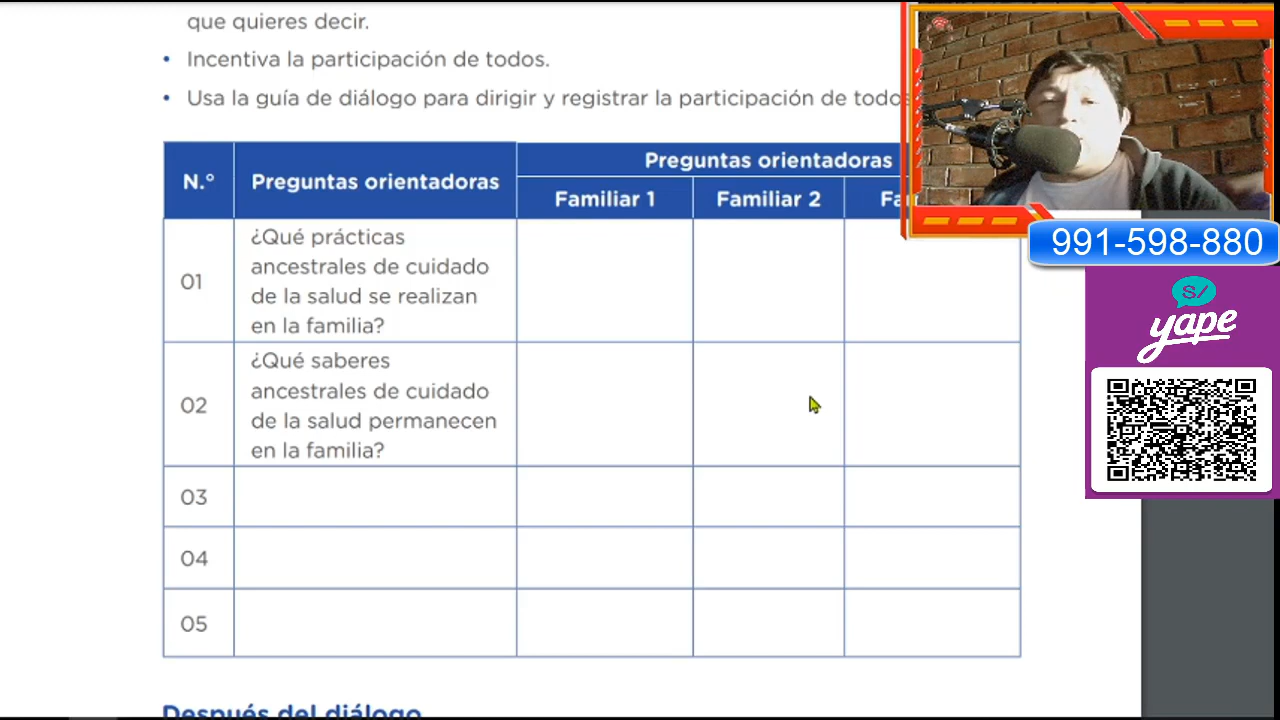 que quieres decir.
• Incentiva la participación de todos.
• Usa la guía de diálogo para dirigir y registrar la participación de todos
N.°
Preguntas orientadoras
Preguntas orientadoras
Familiar 1
Familiar 2
01
¿Qué prácticas
ancestrales de cuidado
de la salud se realizan
en la familia?
02
¿Qué saberes
ancestrales de cuidado
de la salud permanecen
en la familia?
03
04
05
Después del diálogo
991-598-880
S/
yape